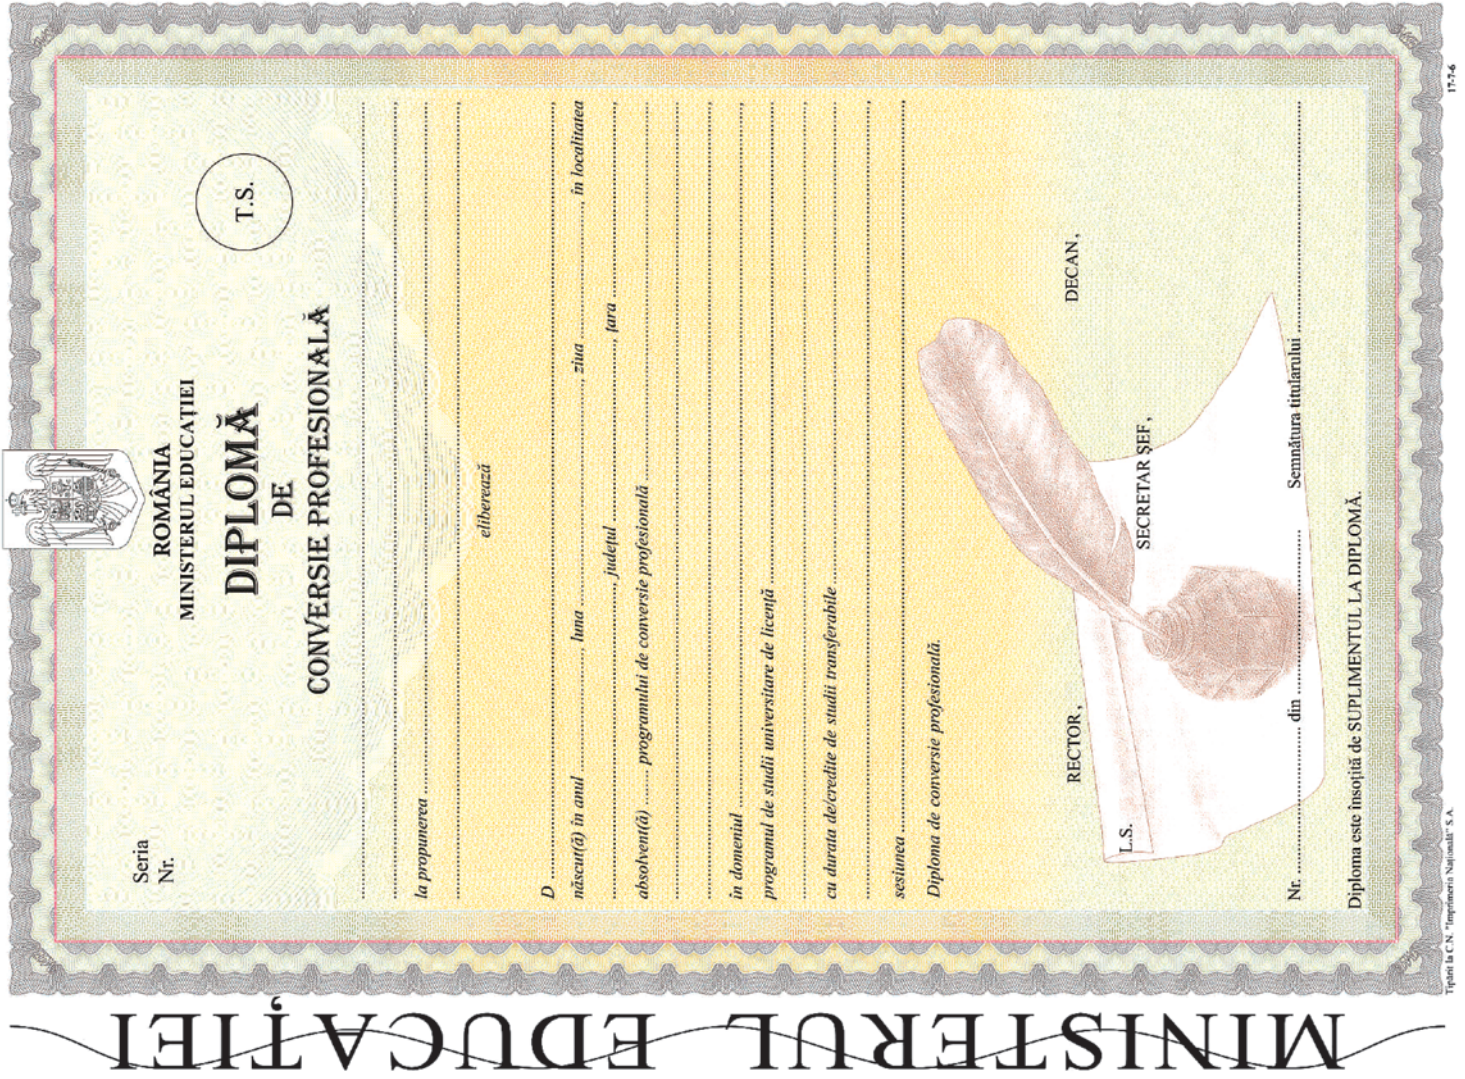 ROMÂNIA
MINISTERUL EDUCAȚIEI
Seria
Nr.
DIPLOMĂ
T.S.
DE
CONVERSIE PROFESIONALĂ
..............................,
..............................,
la propunerea ..............................,
..............................,
eliberează
D ..............................,
născut(ă) în anul .............................., luna .............................., ziua .............................., în localitatea
.............................., județul .............................., țara ..............................,
absolvent(ă) ........ programului de conversie profesională ..............................
..............................,
..............................,
în domeniul ..............................,
programul de studii universitare de licență ..............................
..............................,
cu durata de/credite de studii transferabile ..............................,
..............................,
sesiunea ..............................,
Diploma de conversie profesională.
RECTOR,
DECAN,
L.S.
SECRETAR ȘEF,
Nr. .............................. din .............................. Semnătura titularului ..............................
Diploma este însoțită de SUPLIMENTUL LA DIPLOMĂ.
Tipărit la C.N. "Imprimeria Națională" S.A.
17-7-6
MINISTERUL EDUCAȚIEI